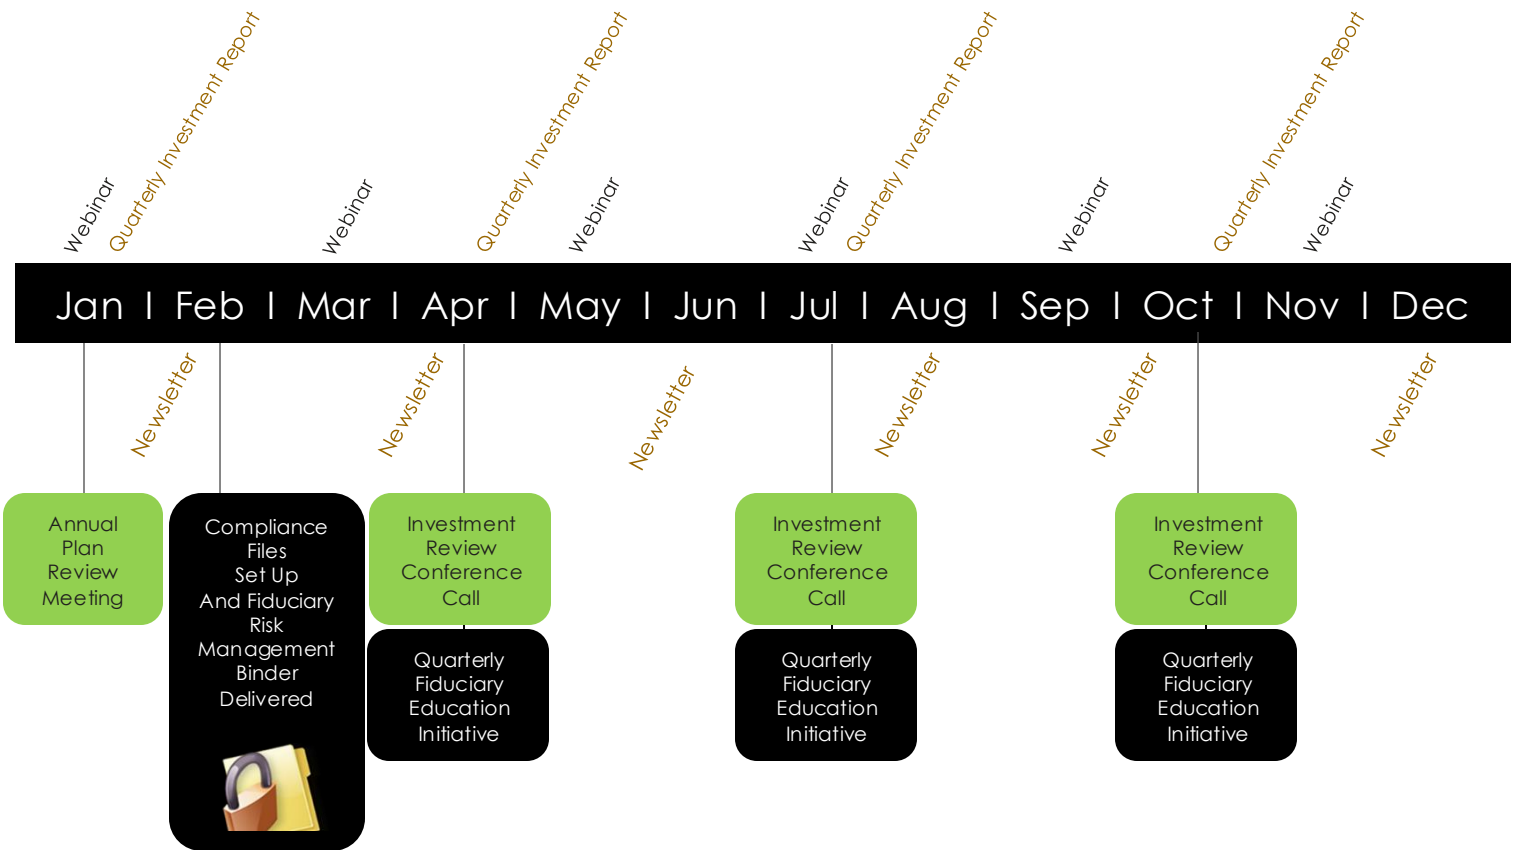 Webinar
Quarterly Investment Report
Webinar
Quarterly Investment Report
Webinar
Webinar
Quarterly Investment Report
Webinar
Quarterly Investment Report
Webinar
Jan I Feb I Mar I Apr I May I Jun I Jul I Aug I Sep I Oct I Nov I Dec
Newsletter
Newsletter
Newsletter
Newsletter
Newsletter
Newsletter
Annual
Plan
Review
Meeting
Compliance
Files
Set Up
And Fiduciary
Risk
Management
Binder
Delivered
Investment
Review
Conference
Call
Quarterly
Fiduciary
Education
Initiative
Investment
Review
Conference
Call
Quarterly
Fiduciary
Education
Initiative
Investment
Review
Conference
Call
Quarterly
Fiduciary
Education
Initiative